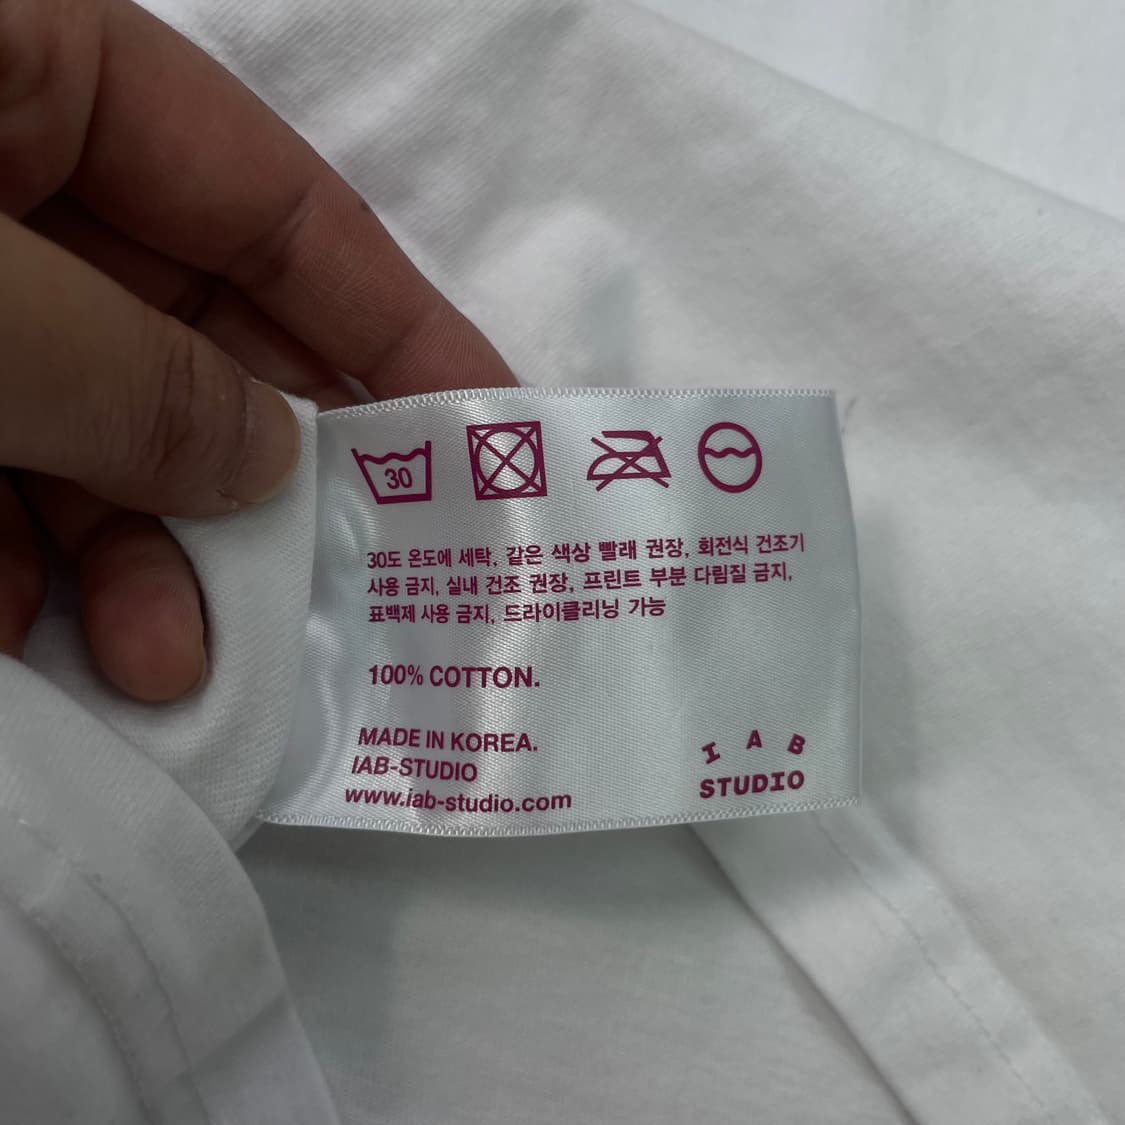 30
30도 온도에 세탁, 같은 색상 빨래 권장, 회전식 건조기
사용 금지, 실내 건조 권장, 프린트 부분 다림질 금지,
표백제 사용 금지, 드라이클리닝 가능
100% COTTON.
MADE IN KOREA.
IAB-STUDIO
www.iab-studio.com
I A B
STUDIO